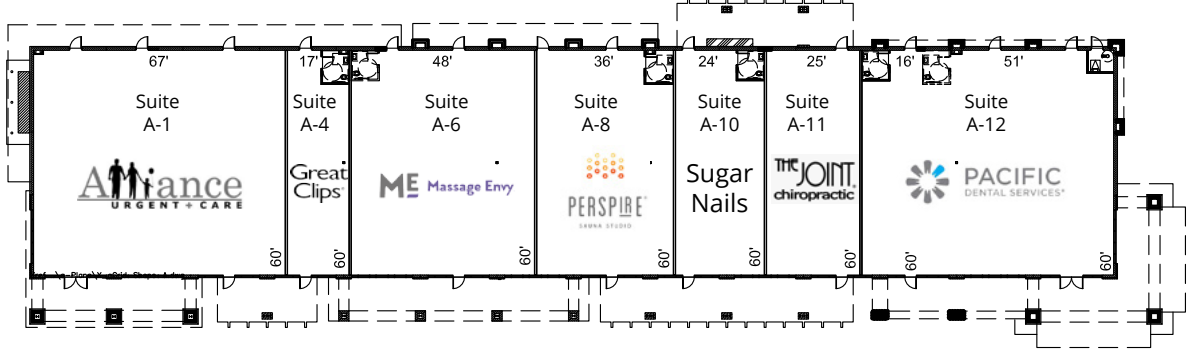 67'
17'
48'
36'
24'
25'
16'
51'
Suite
A-1
Suite
A-4
Suite
A-6
Suite
A-8
Suite
A-10
Suite
A-11
Suite
A-12
Alliance
URGENT + CARE
Great
Clips
ME Massage Envy
PERSPIRE
SAUNA STUDIO
Sugar
Nails
THE JOINT
chiropractic
PACIFIC
DENTAL SERVICES
60'
60'
60'
60'
60'
60'
60'
60'